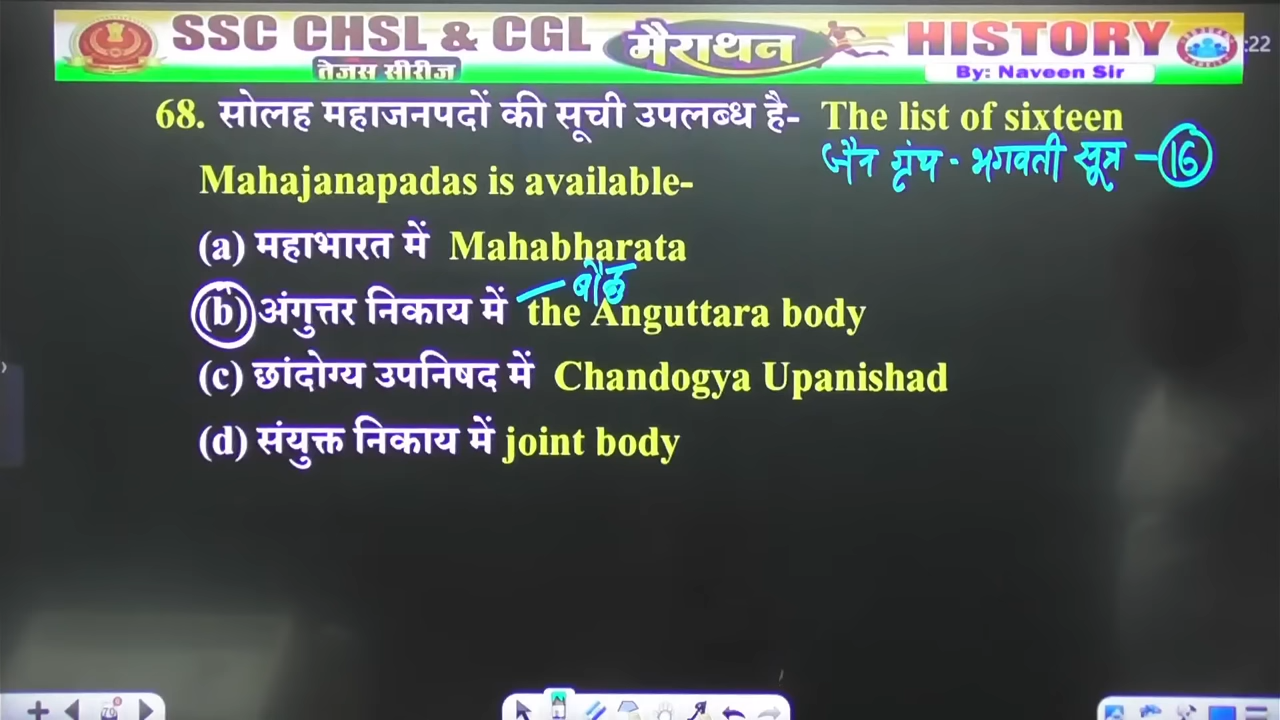 SSC CHSL & CGL मैराथन HISTORY :22
तेजस सीरीज By: Naveen Sir
68. सोलह महाजनपदों की सूची उपलब्ध है- The list of sixteen
जैन ग्रंथ - भगवती सूत्र - 16
Mahajanapadas is available-
(a) महाभारत में Mahabharata
बौद्ध
(b) अंगुत्तर निकाय में the Anguttara body
(c) छांदोग्य उपनिषद में Chandogya Upanishad
(d) संयुक्त निकाय में joint body